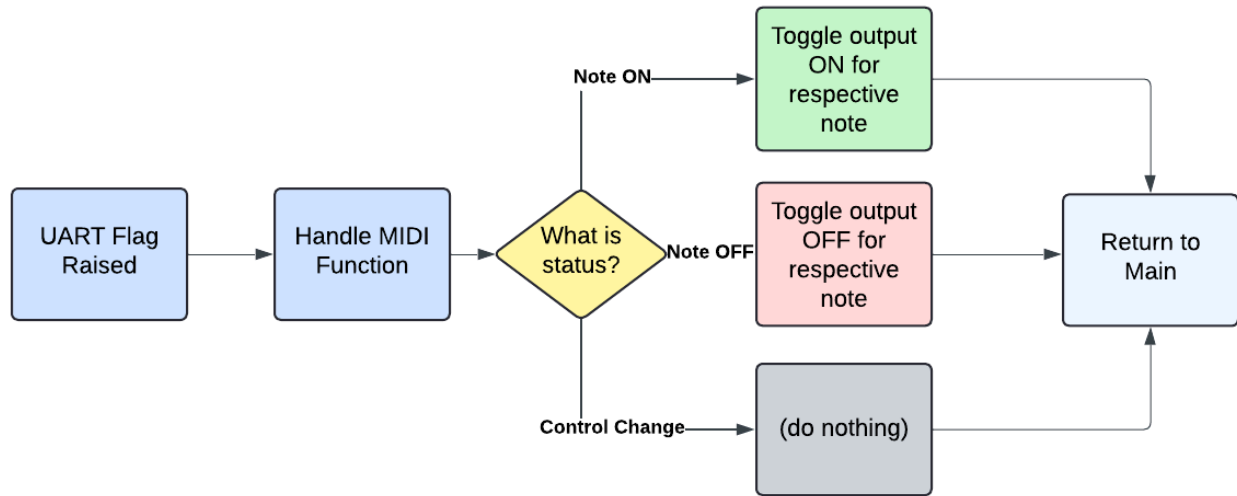 UART Flag
Raised
Handle MIDI
Function
What is
status?
Note ON
Toggle output
ON for
respective
note
Note OFF
Toggle output
OFF for
respective
note
Control Change
(do nothing)
Return to
Main